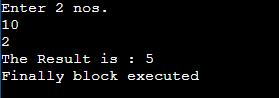 Enter 2 nos.
10
2
The Result is : 5
Finally block executed